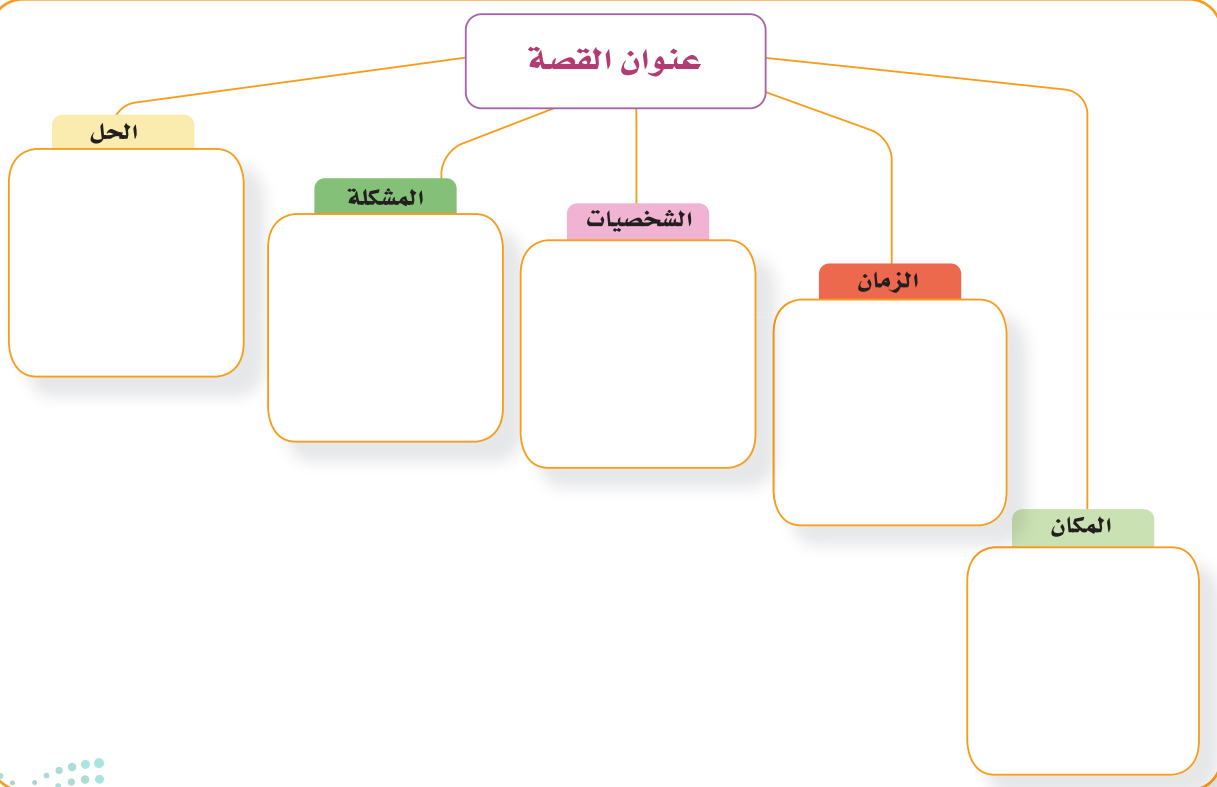 عنوان القصة
المكان
الزمان
الشخصيات
المشكلة
الحل